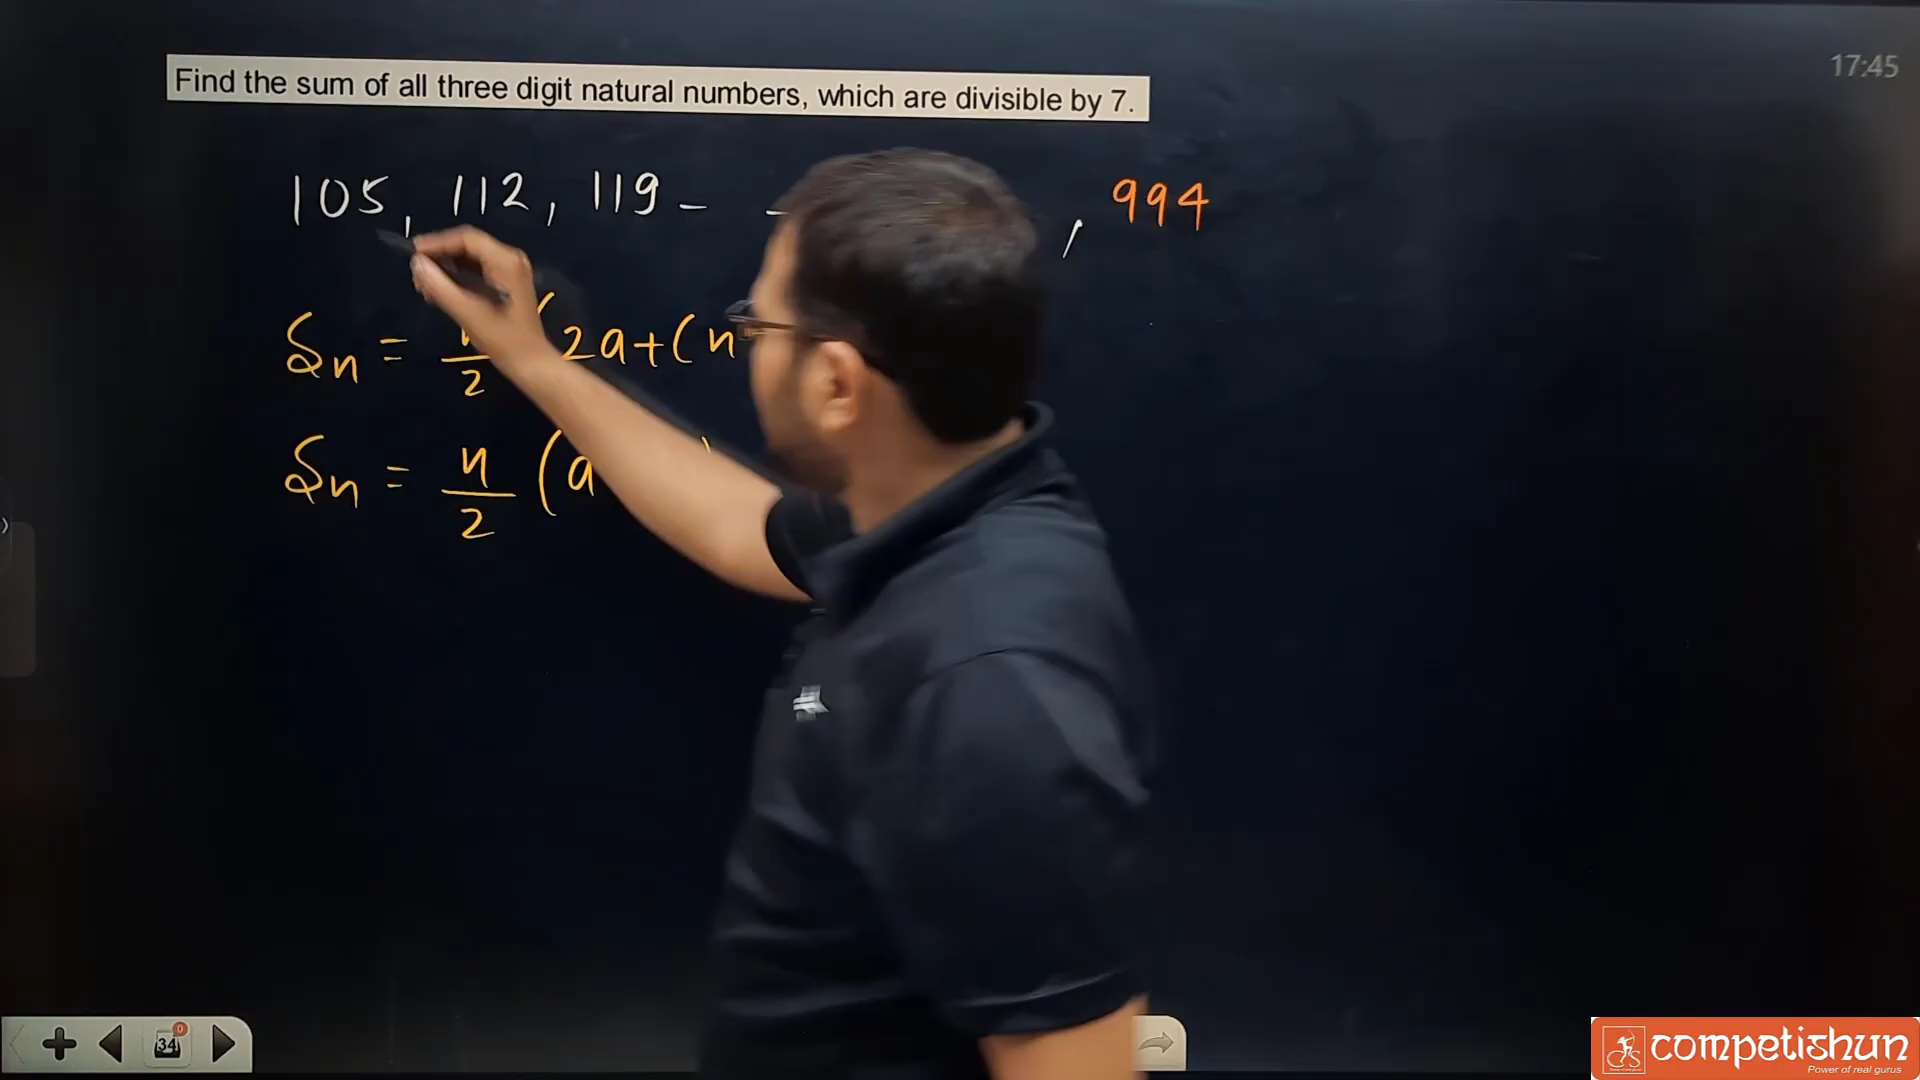 17:45
Find the sum of all three digit natural numbers, which are divisible by 7.
105, 112, 119 - - , 994
Sn = n/2 (2a+(n
Sn = n/2 (a )
0
34
competishun
Power of real gurus